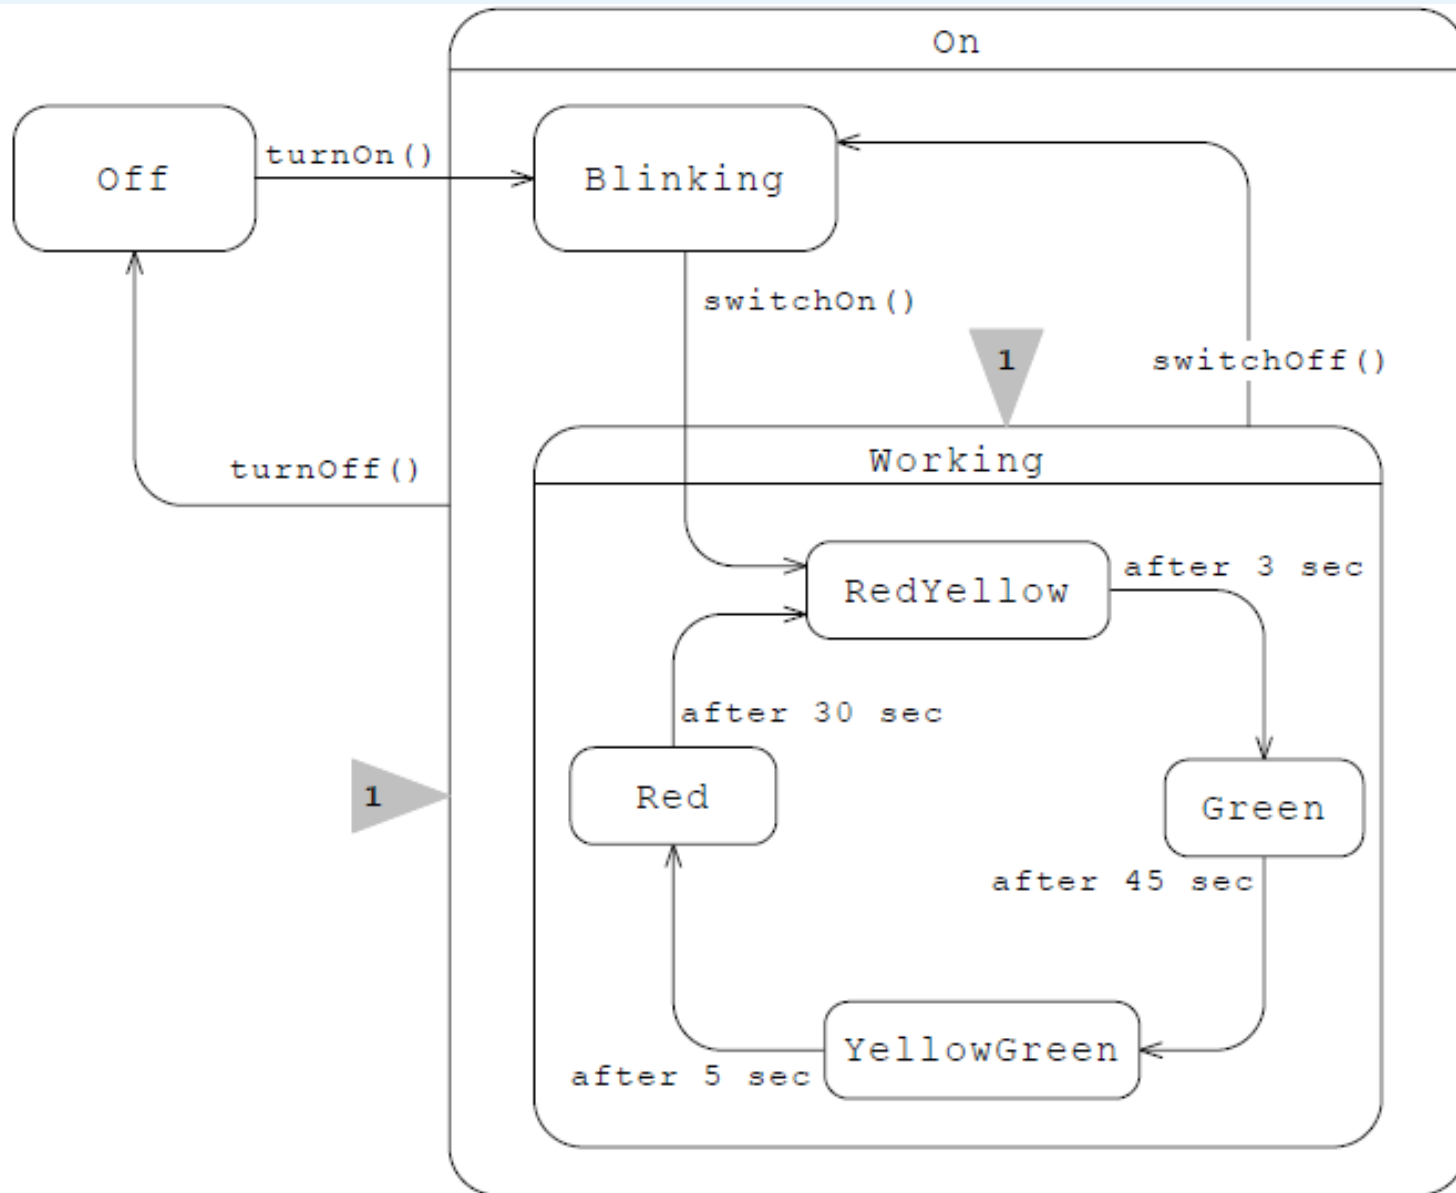 On
Off
turnOn()
Blinking
switchOn()
1
switchOff()
turnOff()
Working
RedYellow
after 3 sec
after 30 sec
1
Red
Green
after 45 sec
YellowGreen
after 5 sec